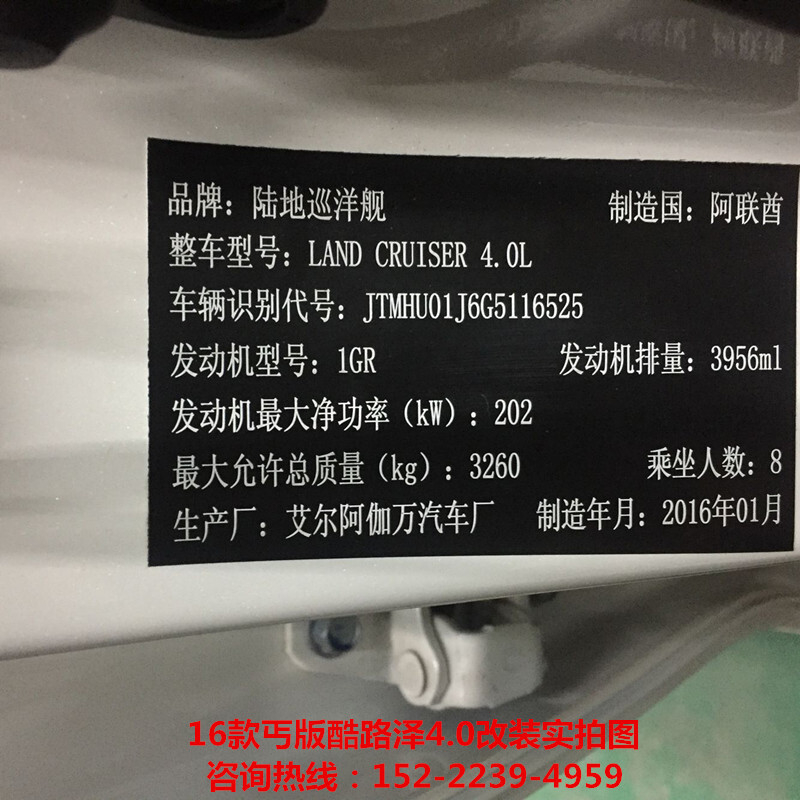 品牌：陆地巡洋舰 制造国：阿联酋
整车型号：LAND CRUISER 4.0L
车辆识别代号：JTMHU01J6G5116525
发动机型号：1GR 发动机排量：3956ml
发动机最大净功率（kW）：202
最大允许总质量（kg）：3260 乘坐人数：8
生产厂：艾尔阿伽万汽车厂 制造年月：2016年01月
16款丐版酷路泽4.0改装实拍图
咨询热线：152-2239-4959